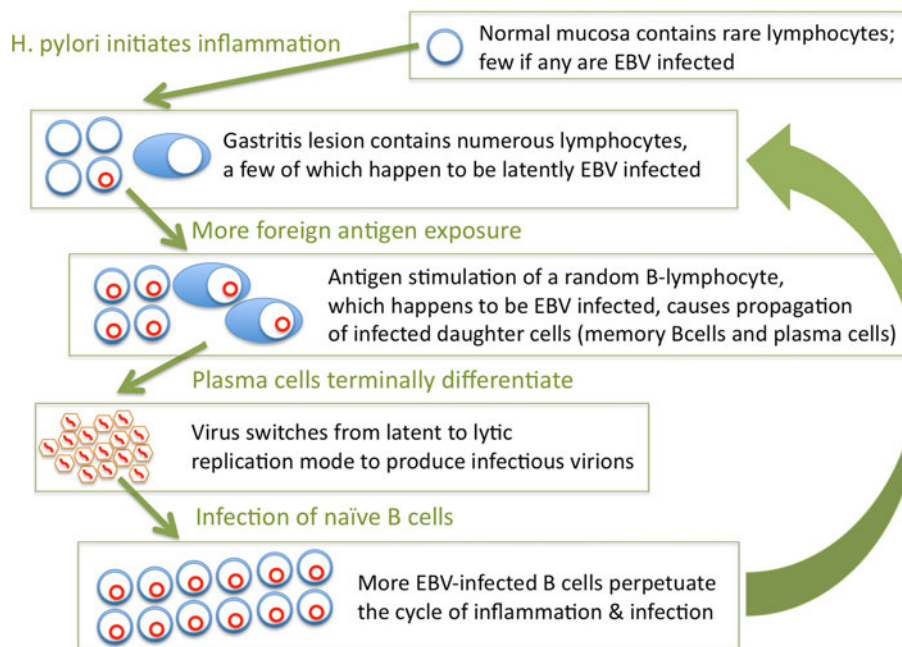 Normal mucosa contains rare lymphocytes;
few if any are EBV infected
H. pylori initiates inflammation
Gastritis lesion contains numerous lymphocytes,
a few of which happen to be latently EBV infected
More foreign antigen exposure
Antigen stimulation of a random B-lymphocyte,
which happens to be EBV infected, causes propagation
of infected daughter cells (memory Bcells and plasma cells)
Plasma cells terminally differentiate
Virus switches from latent to lytic
replication mode to produce infectious virions
Infection of naïve B cells
More EBV-infected B cells perpetuate
the cycle of inflammation & infection